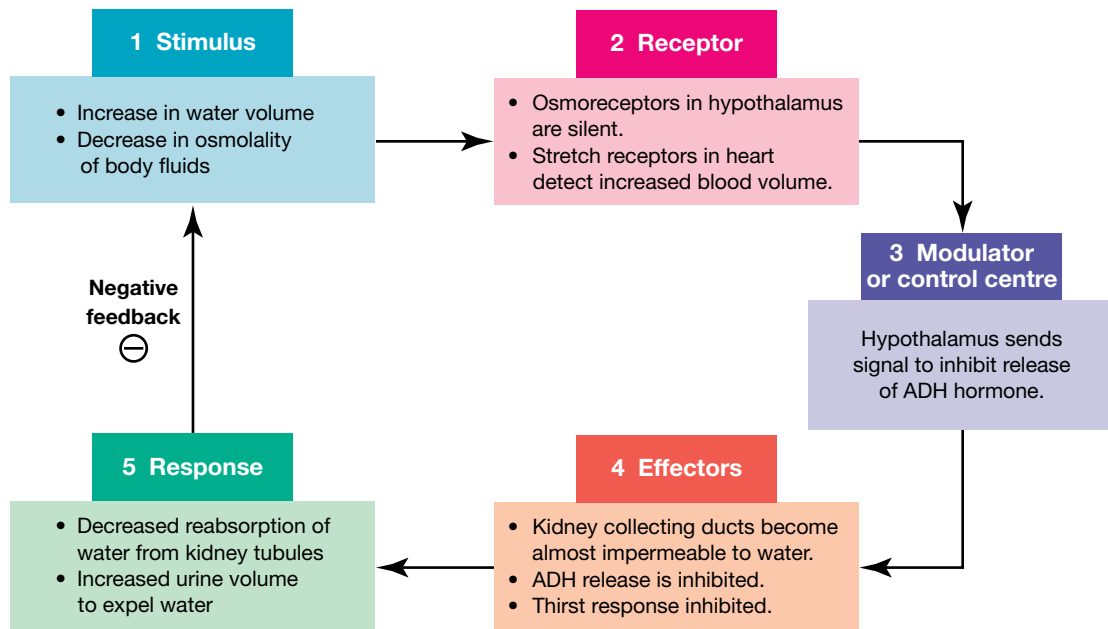 1 Stimulus
• Increase in water volume
• Decrease in osmolality
of body fluids
2 Receptor
• Osmoreceptors in hypothalamus
are silent.
• Stretch receptors in heart
detect increased blood volume.
3 Modulator
or control centre
Hypothalamus sends
signal to inhibit release
of ADH hormone.
4 Effectors
• Kidney collecting ducts become
almost impermeable to water.
• ADH release is inhibited.
• Thirst response inhibited.
5 Response
• Decreased reabsorption of
water from kidney tubules
• Increased urine volume
to expel water
Negative
feedback
−